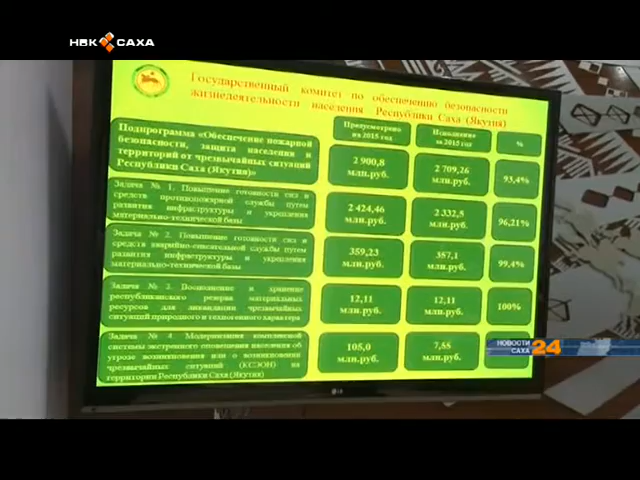 НВК САХА
Государственный комитет по обеспечению безопасности
жизнедеятельности населения Республики Саха (Якутия)
Подпрограмма «Обеспечение пожарной
безопасности, защита населения и
территорий от чрезвычайных ситуаций
Республики Саха (Якутия)»
Предусмотрено
на 2015 год
Исполнение
за 2015 год
%
2 900,8
млн.руб.
2 709,26
млн.руб.
93,4%
Задача № 1. Повышение готовности сил и
средств противопожарной службы путем
развития инфраструктуры и укрепления
материально-технической базы
2 424,46
млн.руб.
2 332,5
млн.руб.
96,21%
Задача № 2. Повышение готовности сил и
средств аварийно-спасательной службы путем
развития инфраструктуры и укрепления
материально-технической базы
359,23
млн.руб.
357,1
млн.руб.
99,4%
Задача № 3. Восполнение и хранение
республиканского резерва материальных
ресурсов для ликвидации чрезвычайных
ситуаций природного и техногенного характера
12,11
млн.руб.
12,11
млн.руб.
100%
Задача № 4. Модернизация комплексной
системы экстренного оповещения населения об
угрозе возникновения или о возникновении
чрезвычайных ситуаций (КСЭОН) на
территории Республики Саха (Якутия)
105,0
млн.руб.
7,55
млн.руб.
НОВОСТИ
САХА 24
LG